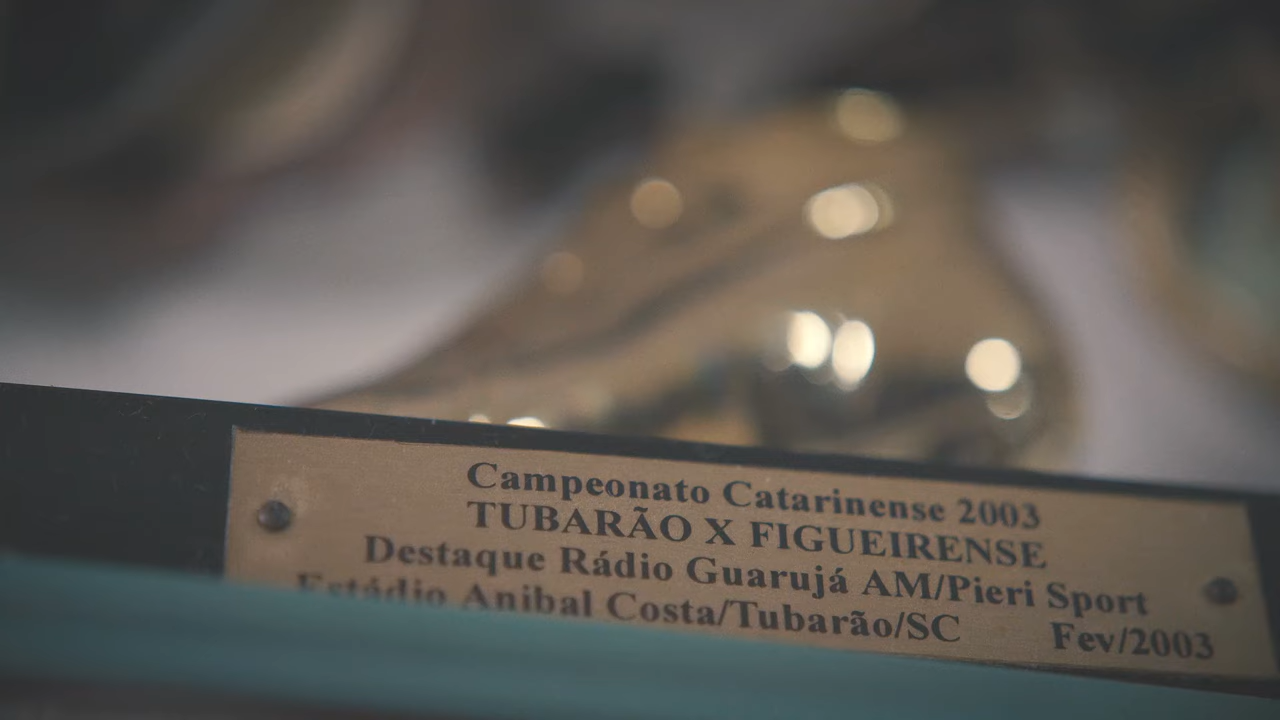 Campeonato Catarinense 2003
TUBARÃO X FIGUEIRENSE
Destaque Rádio Guarujá AM/Pieri Sport
Estádio Anibal Costa/Tubarão/SC Fev/2003